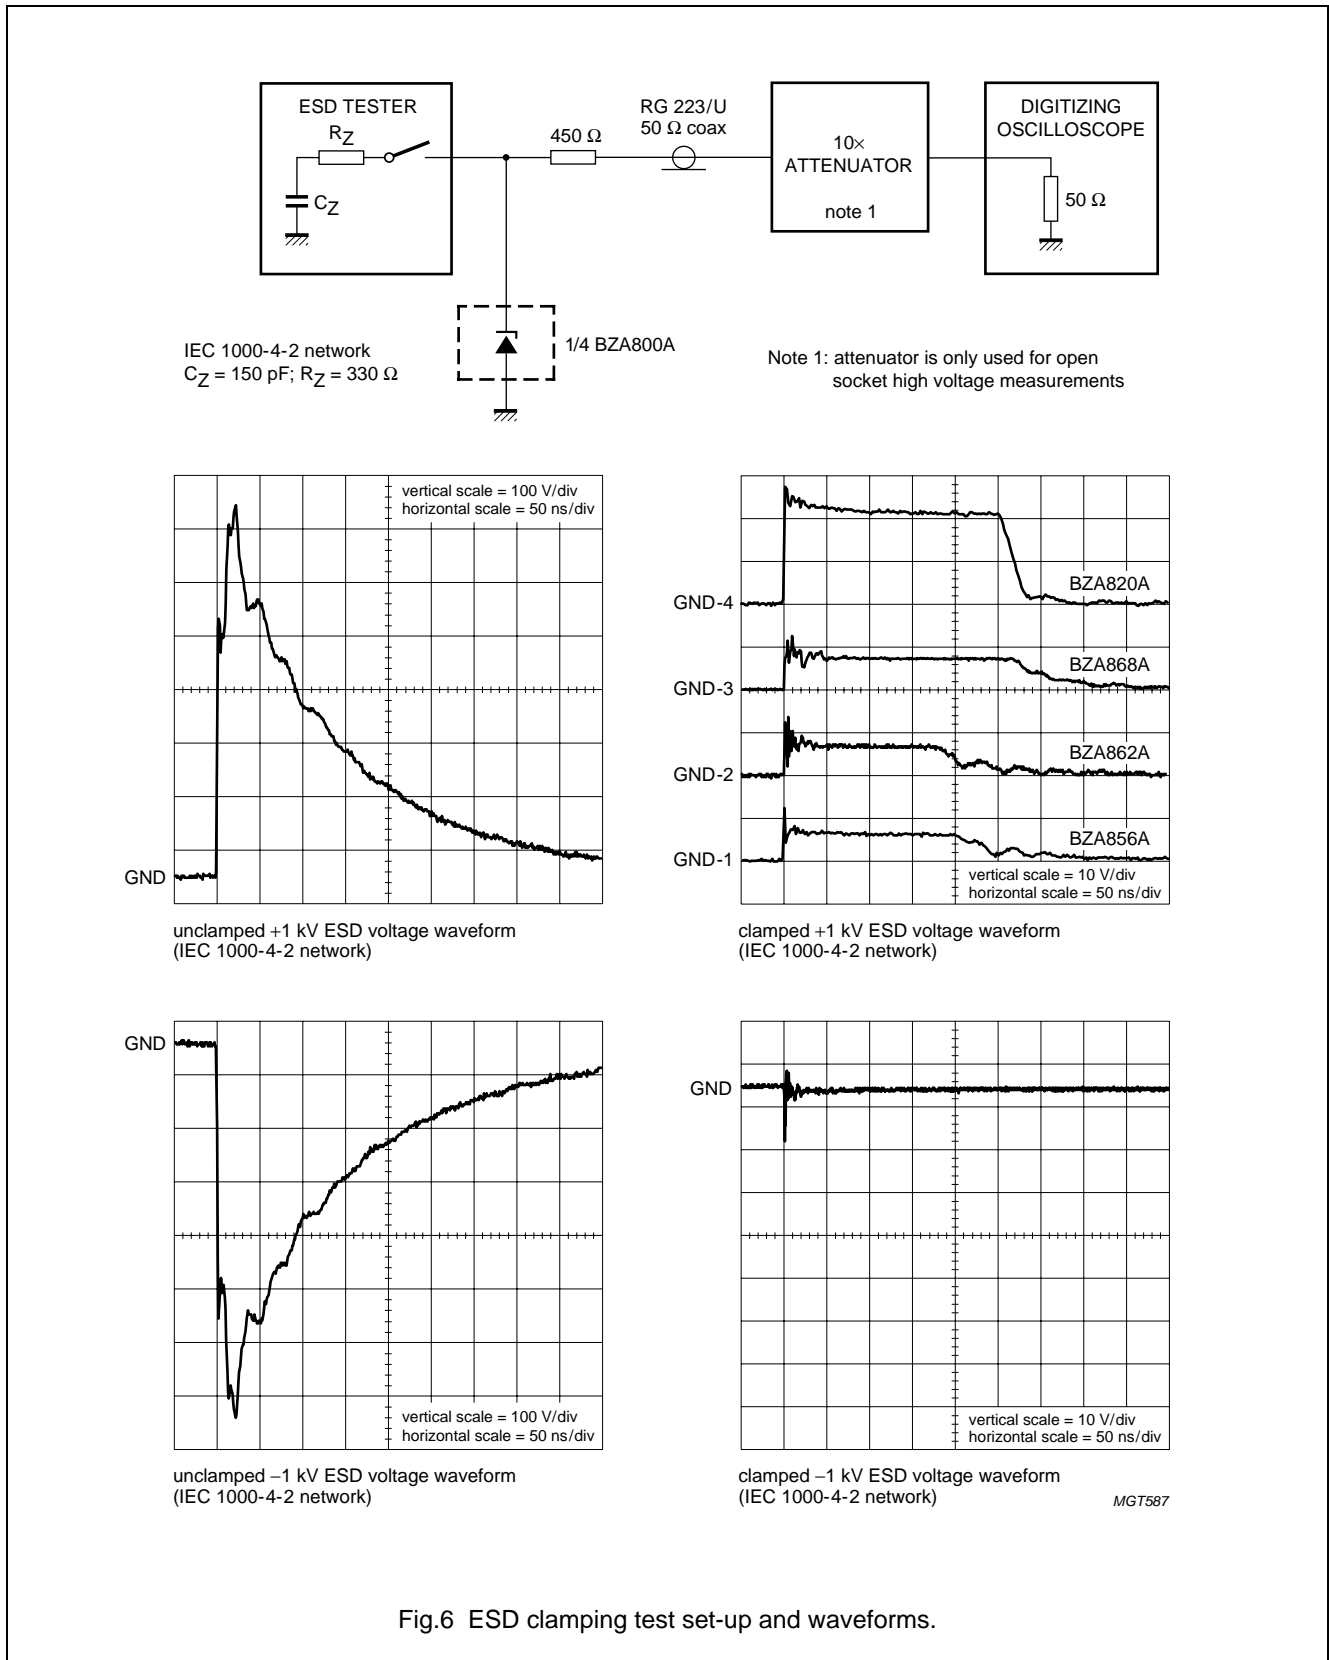 ESD TESTER
RZ
CZ
450 Ω
RG 223/U
50 Ω coax
10×
ATTENUATOR
note 1
DIGITIZING
OSCILLOSCOPE
50 Ω
1/4 BZA800A
IEC 1000-4-2 network
CZ = 150 pF; RZ = 330 Ω
Note 1: attenuator is only used for open
socket high voltage measurements
vertical scale = 100 V/div
horizontal scale = 50 ns/div
GND
unclamped +1 kV ESD voltage waveform
(IEC 1000-4-2 network)
GND-4
BZA820A
GND-3
BZA868A
GND-2
BZA862A
GND-1
BZA856A
vertical scale = 10 V/div
horizontal scale = 50 ns/div
clamped +1 kV ESD voltage waveform
(IEC 1000-4-2 network)
GND
vertical scale = 100 V/div
horizontal scale = 50 ns/div
unclamped −1 kV ESD voltage waveform
(IEC 1000-4-2 network)
GND
vertical scale = 10 V/div
horizontal scale = 50 ns/div
clamped −1 kV ESD voltage waveform
(IEC 1000-4-2 network)
MGT587
Fig.6 ESD clamping test set-up and waveforms.